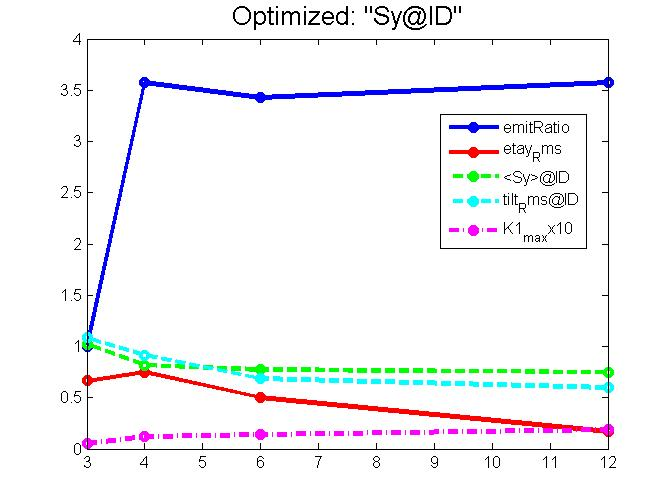 Optimized: "Sy@ID"
4
3.5
3
2.5
2
1.5
1
0.5
0
3 4 5 6 7 8 9 10 11 12
emitRatio
etay_Rms
<Sy>@ID
tilt_Rms@ID
K1_maxx10